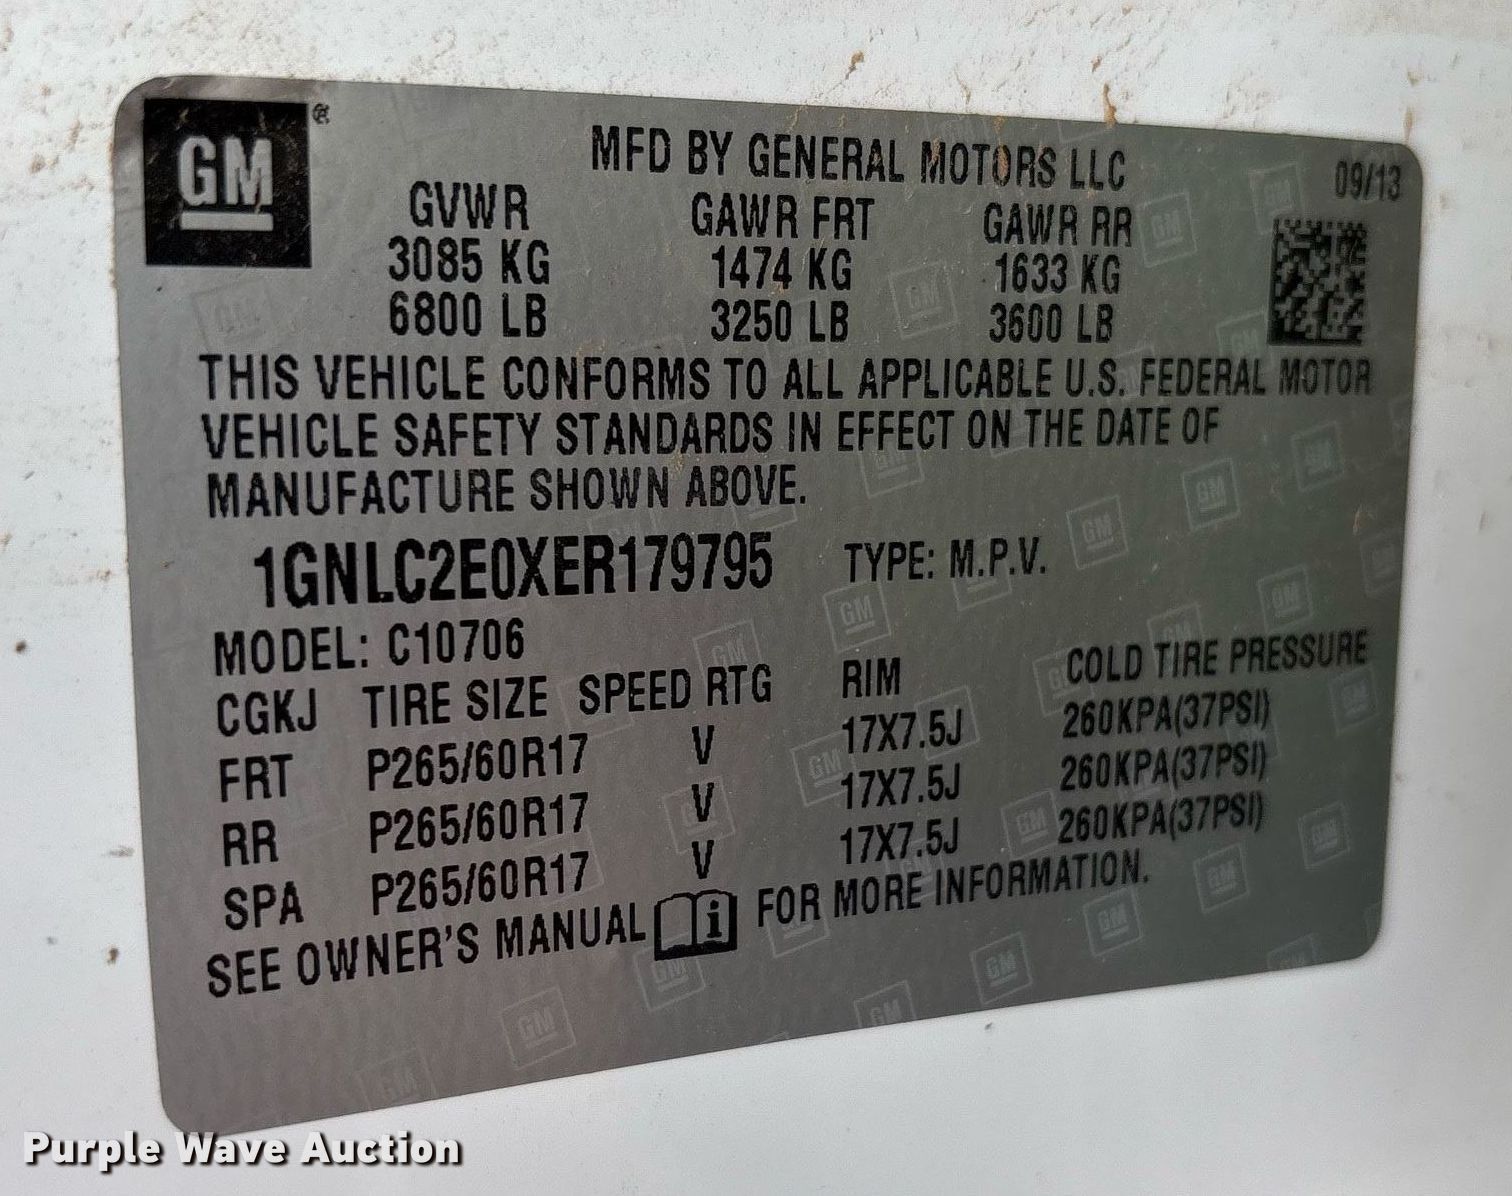 GM®
MFD BY GENERAL MOTORS LLC 09/13
GVWR GAWR FRT GAWR RR
3085 KG 1474 KG 1633 KG
6800 LB 3250 LB 3600 LB
THIS VEHICLE CONFORMS TO ALL APPLICABLE U.S. FEDERAL MOTOR
VEHICLE SAFETY STANDARDS IN EFFECT ON THE DATE OF
MANUFACTURE SHOWN ABOVE.
1GNLC2E0XER179795 TYPE: M.P.V.
MODEL: C10706
CGKJ TIRE SIZE SPEED RTG RIM COLD TIRE PRESSURE
FRT P265/60R17 V 17X7.5J 260KPA(37PSI)
RR P265/60R17 V 17X7.5J 260KPA(37PSI)
SPA P265/60R17 V 17X7.5J 260KPA(37PSI)
SEE OWNER'S MANUAL i FOR MORE INFORMATION.
Purple Wave Auction